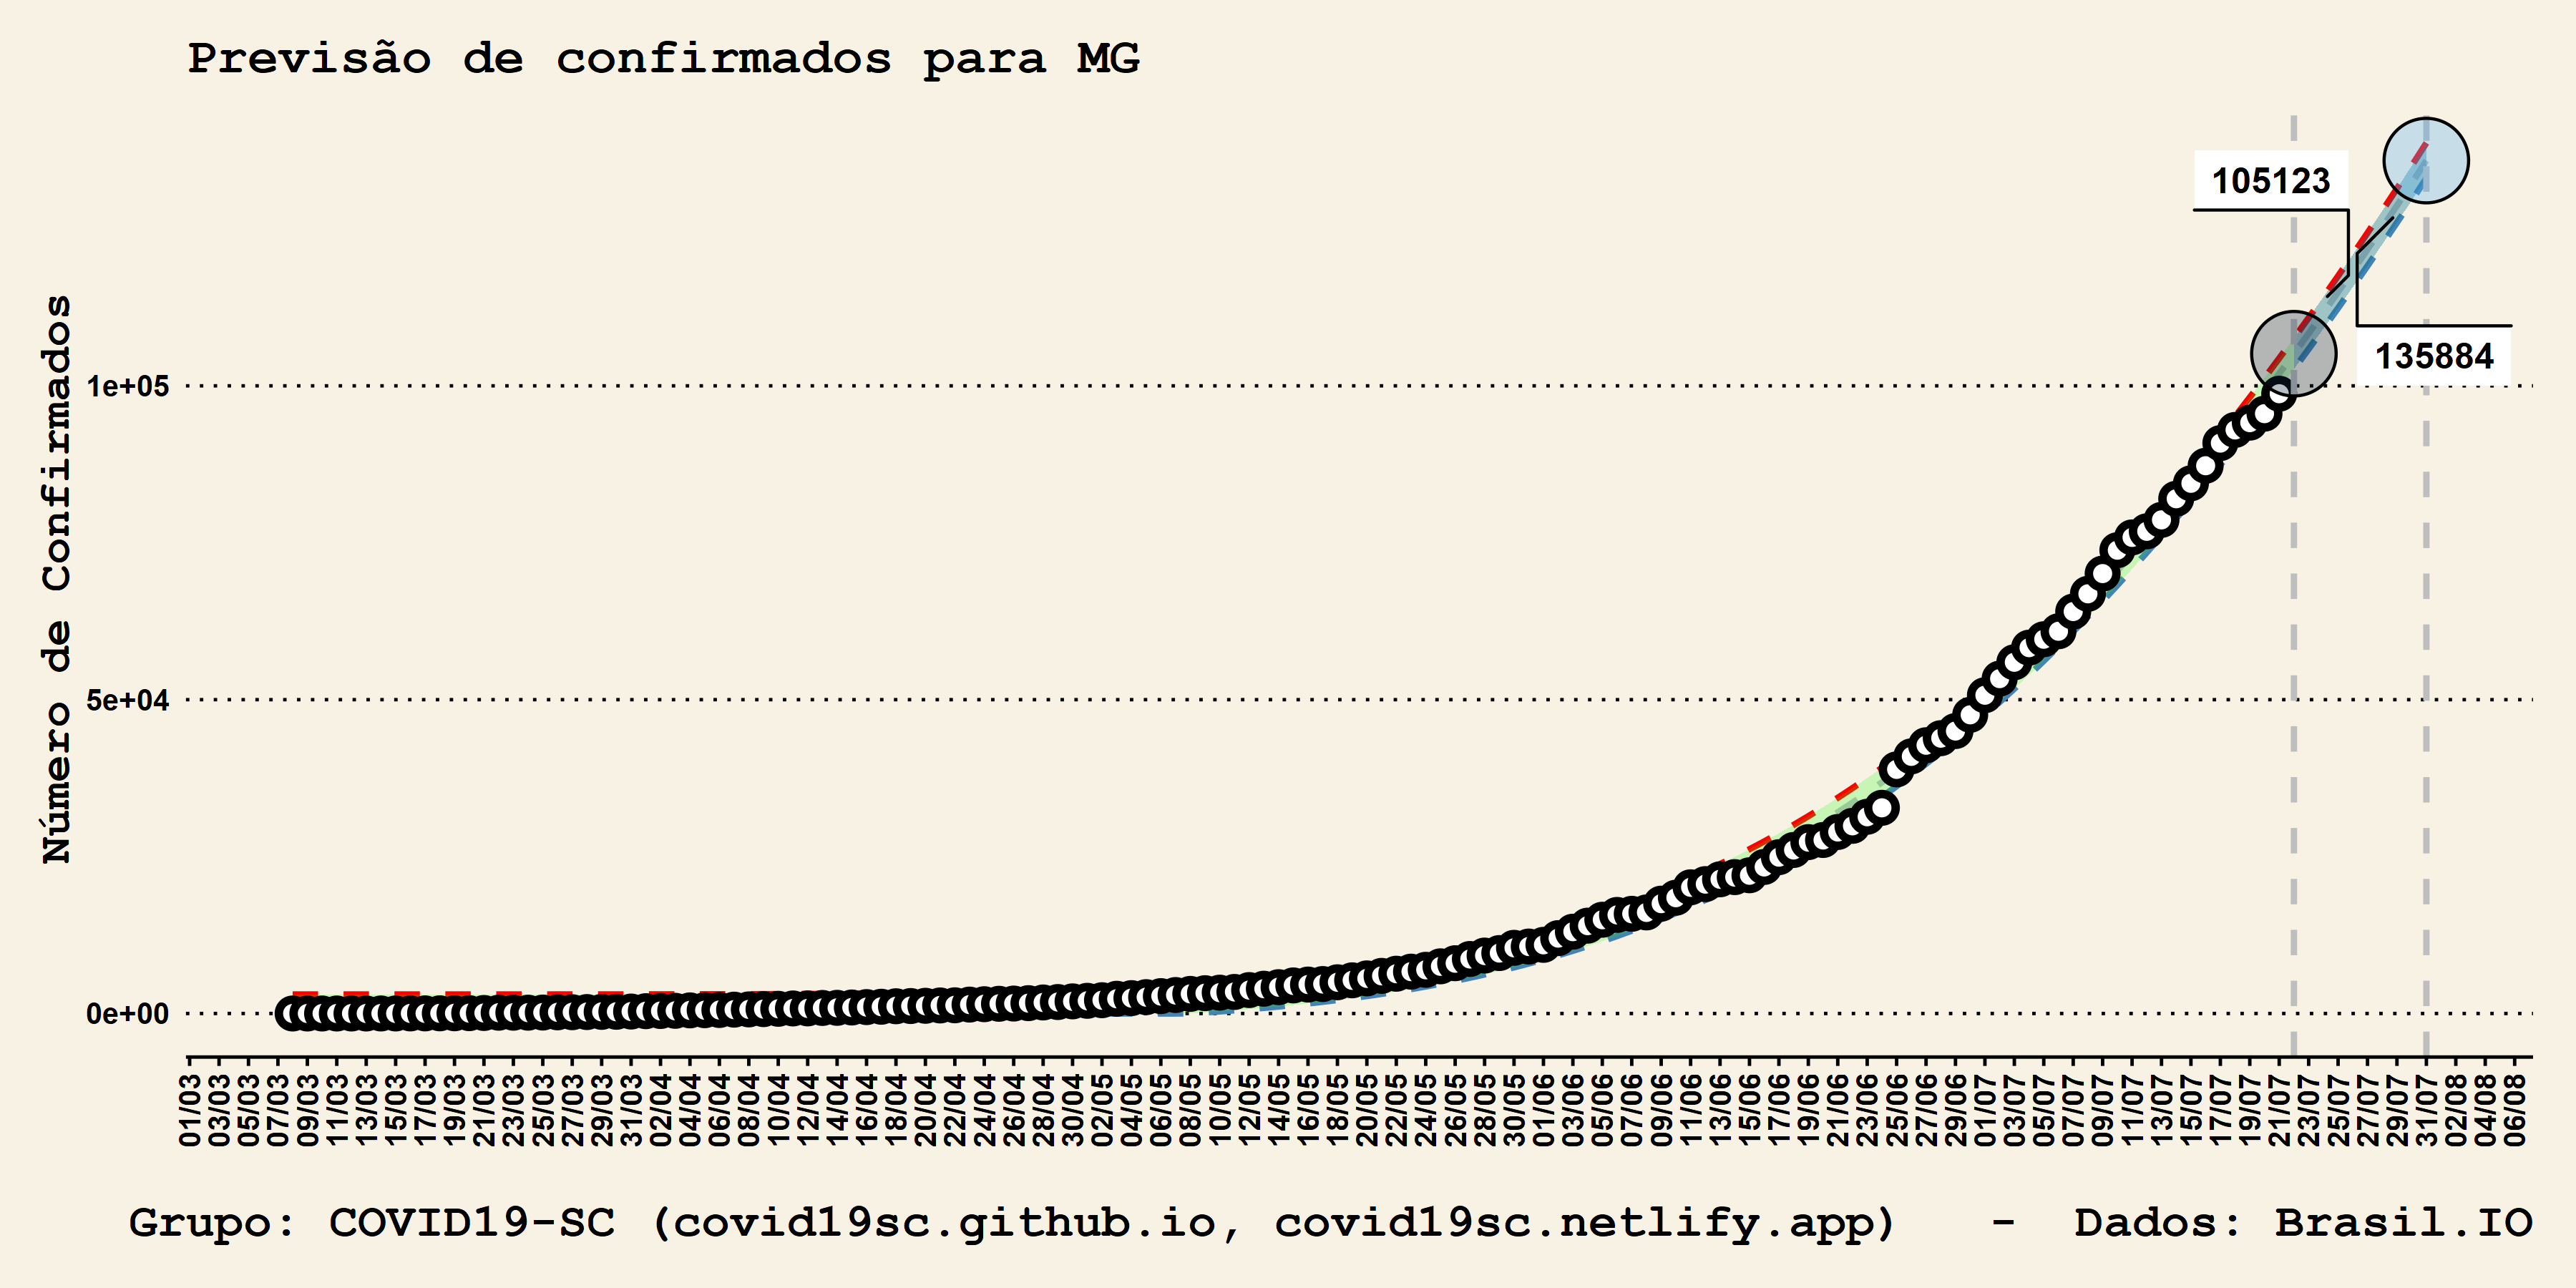 Previsão de confirmados para MG
105123
135884
Número de Confirmados
1e+05
5e+04
0e+00
01/03 03/03 05/03 07/03 09/03 11/03 13/03 15/03 17/03 19/03 21/03 23/03 25/03 27/03 29/03 31/03 02/04 04/04 06/04 08/04 10/04 12/04 14/04 16/04 18/04 20/04 22/04 24/04 26/04 28/04 30/04 02/05 04/05 06/05 08/05 10/05 12/05 14/05 16/05 18/05 20/05 22/05 24/05 26/05 28/05 30/05 01/06 03/06 05/06 07/06 09/06 11/06 13/06 15/06 17/06 19/06 21/06 23/06 25/06 27/06 29/06 01/07 03/07 05/07 07/07 09/07 11/07 13/07 15/07 17/07 19/07 21/07 23/07 25/07 27/07 29/07 31/07 02/08 04/08 06/08
Grupo: COVID19-SC (covid19sc.github.io, covid19sc.netlify.app) - Dados: Brasil.IO